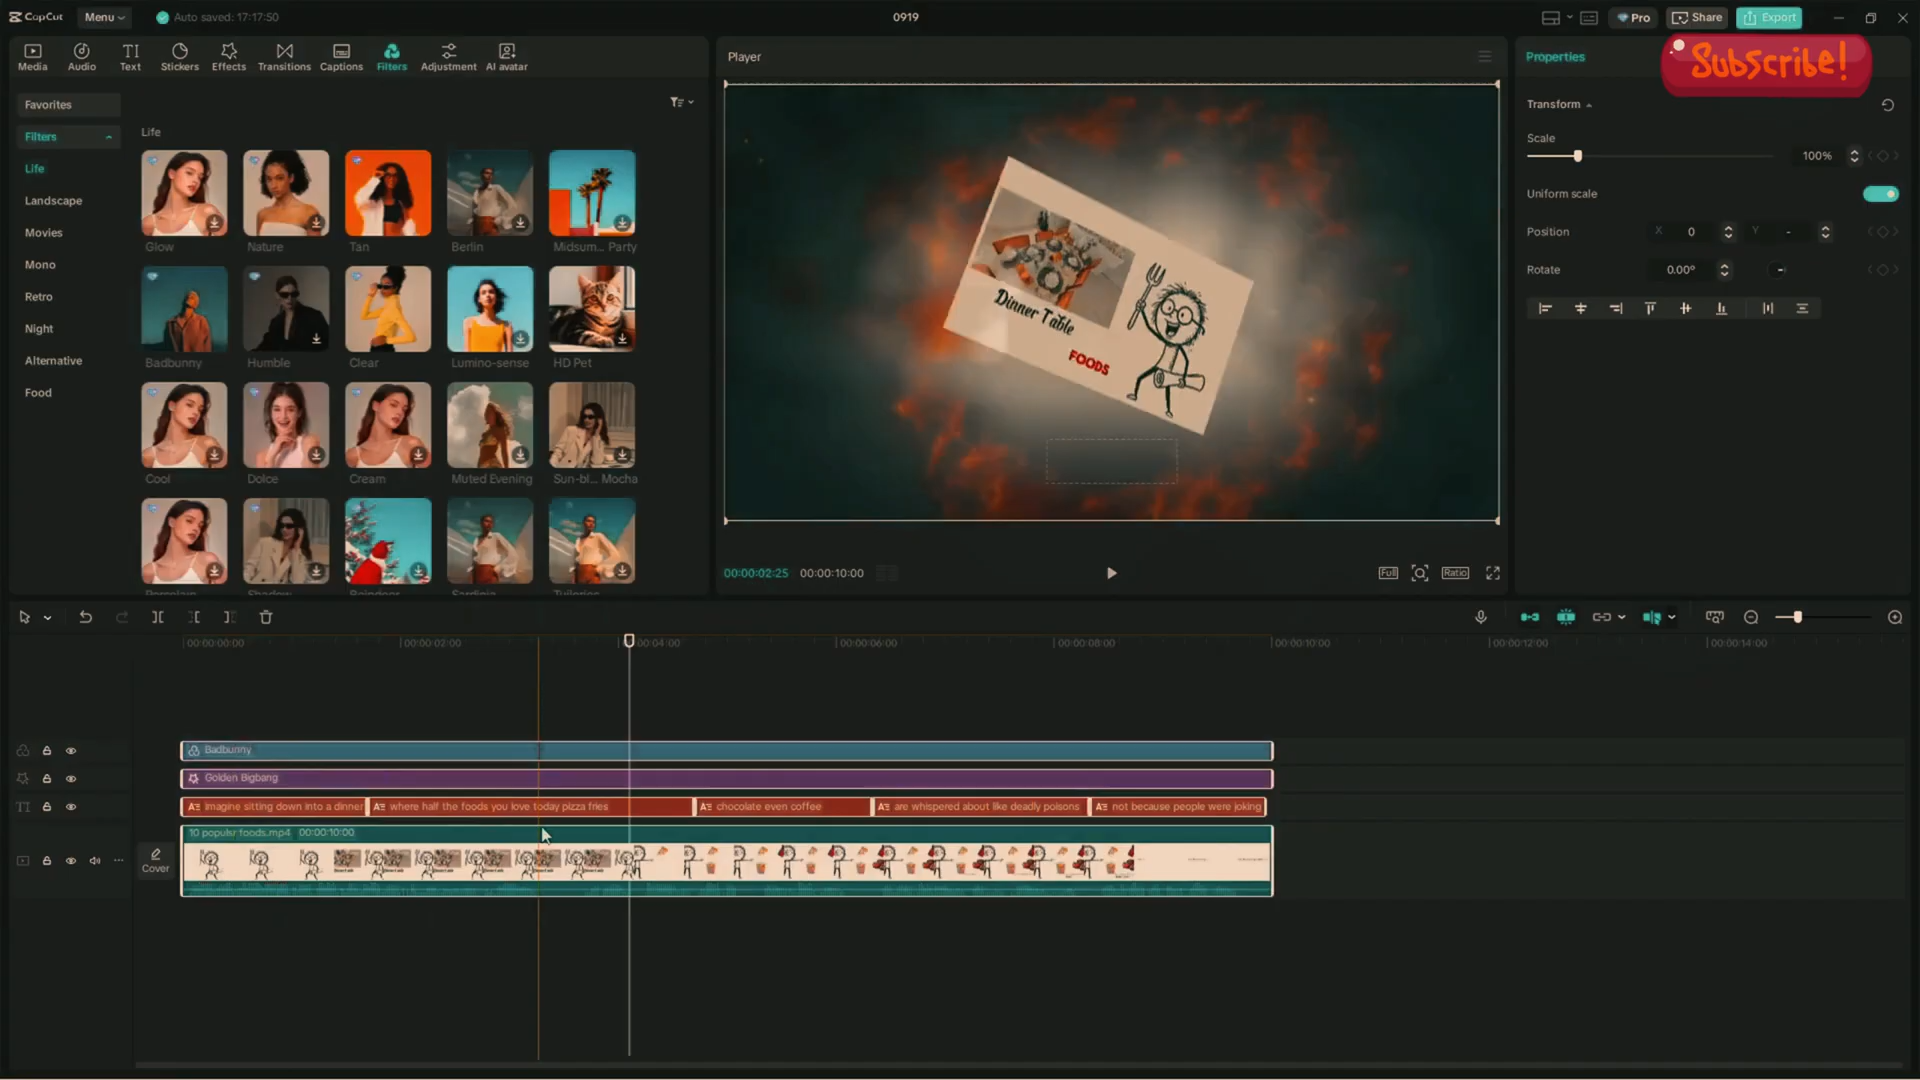 CapCut Menu Auto saved: 17:17:50 0919 Pro Share Export
Subscribe!
Media Audio Text Stickers Effects Transitions Captions Filters Adjustment AI avatar
Player
Properties
Favorites
Filters
Life
Landscape
Movies
Mono
Retro
Night
Alternative
Food
Life
Glow Nature Tan Berlin Midsum... Party
Badbunny Humble Clear Lumino-sense HD Pet
Cool Dolce Cream Muted Evening Sun-bl... Mocha
Porcelain Shadow Reindeer Sardinia Tuileries
Dinner Table
FOODS
00:00:02:25 00:00:10:00
Full Ratio
Transform
Scale 100%
Uniform scale
Position X 0 Y -
Rotate 0.00°
00:00:00:00 00:00:02:00 00:04:00 00:00:06:00 00:00:08:00 00:00:10:00 00:00:12:00 00:00:14:00
Badbunny
Golden Bigbang
imagine sitting down into a dinner where half the foods you love today pizza fries chocolate even coffee are whispered about like deadly poisons not because people were joking
10 populsr foods.mp4 00:00:10:00
Cover